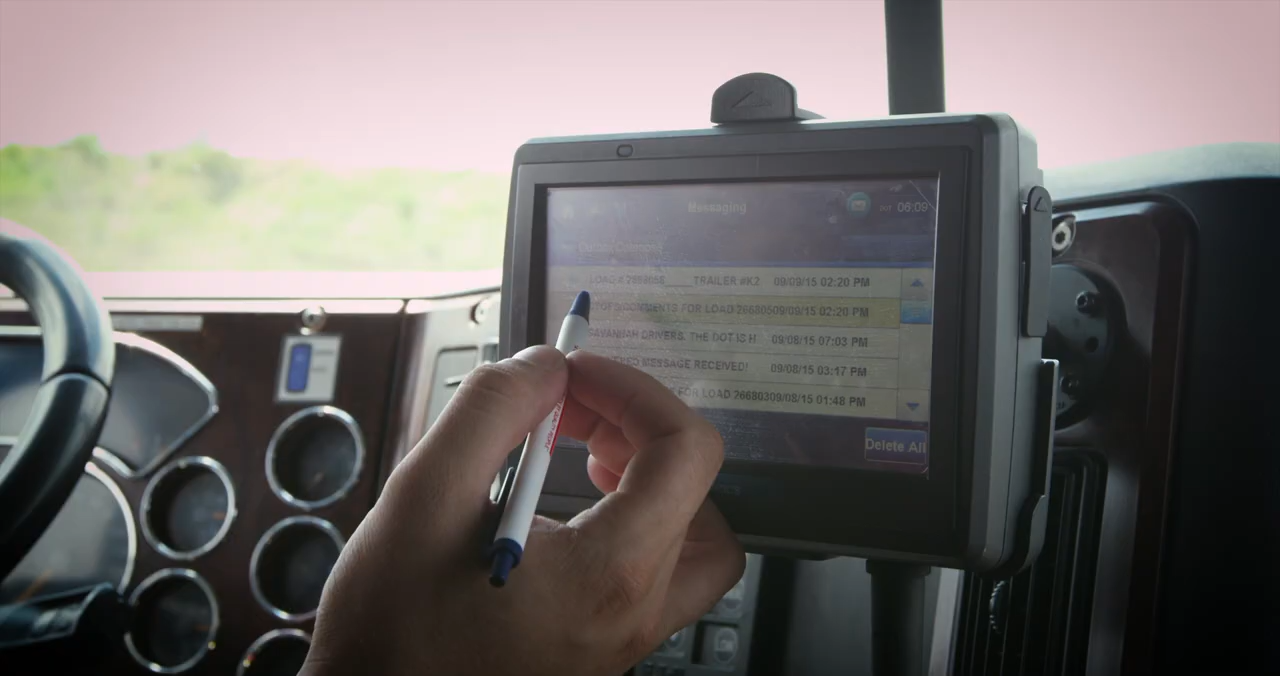 Messaging
06:09
LOAD # TRAILER #K2 09/09/15 02:20 PM
COMMENTS FOR LOAD 26680509/09/15 02:20 PM
SAVANNAH DRIVERS. THE DOT IS H 09/08/15 07:03 PM
MESSAGE RECEIVED! 09/08/15 03:17 PM
FOR LOAD 26680309/08/15 01:48 PM
Delete All